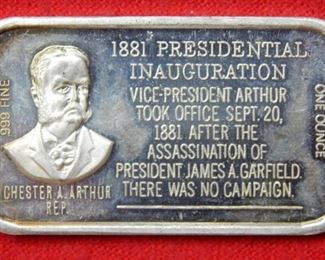 1881 PRESIDENTIAL
INAUGURATION
VICE-PRESIDENT ARTHUR
TOOK OFFICE SEPT. 20,
1881 AFTER THE
ASSASSINATION OF
PRESIDENT JAMES A. GARFIELD.
THERE WAS NO CAMPAIGN.
.999 FINE
CHESTER A. ARTHUR
REP.
ONE OUNCE